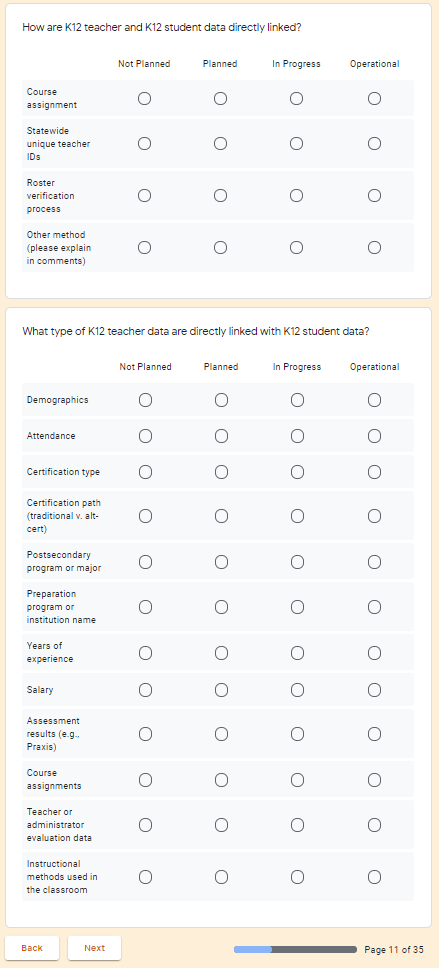 How are K12 teacher and K12 student data directly linked?
Not Planned Planned In Progress Operational
Course
assignment
Statewide
unique teacher
IDs
Roster
verification
process
Other method
(please explain
in comments)
What type of K12 teacher data are directly linked with K12 student data?
Not Planned Planned In Progress Operational
Demographics
Attendance
Certification type
Certification path
(traditional v. alt-
cert)
Postsecondary
program or major
Preparation
program or
institution name
Years of
experience
Salary
Assessment
results (e.g.,
Praxis)
Course
assignments
Teacher or
administrator
evaluation data
Instructional
methods used in
the classroom
Back Next Page 11 of 35